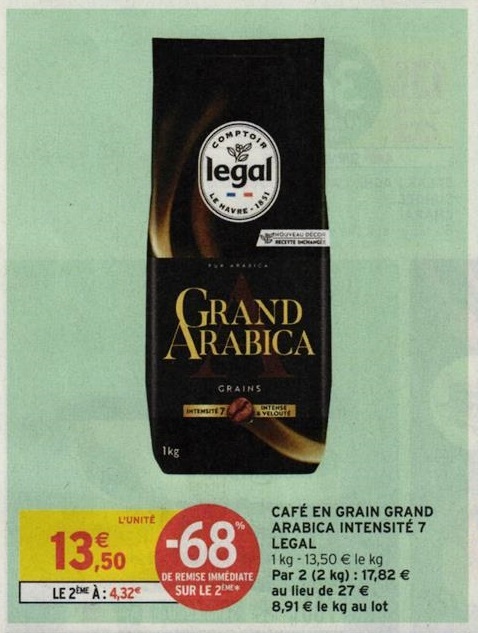 COMPTOIR
legal
LE HAVRE - 1851
NOUVEAU DÉCOR
RECETTE INCHANGÉE
PUR ARABICA
GRAND
ARABICA
GRAINS
INTENSITÉ 7
INTENSE
& VELOUTÉ
1kg
L'UNITÉ
13,50 €
LE 2ÈME À : 4,32€
-68%
DE REMISE IMMÉDIATE
SUR LE 2ÈME*
CAFÉ EN GRAIN GRAND
ARABICA INTENSITÉ 7
LEGAL
1 kg - 13,50 € le kg
Par 2 (2 kg) : 17,82 €
au lieu de 27 €
8,91 € le kg au lot